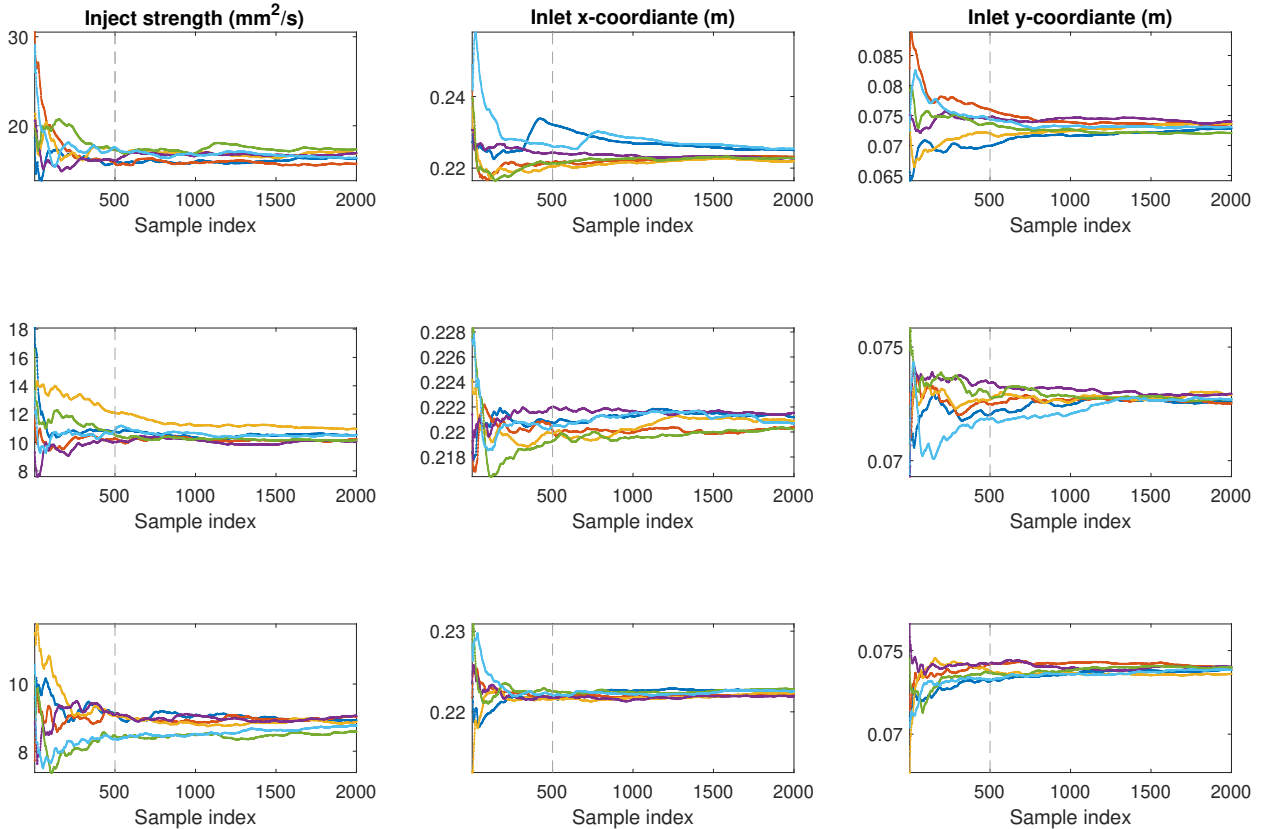 Inject strength (mm²/s)
Inlet x-coordiante (m)
Inlet y-coordiante (m)
30
20
500 1000 1500 2000
Sample index
0.24
0.22
500 1000 1500 2000
Sample index
0.085
0.08
0.075
0.07
0.065
500 1000 1500 2000
Sample index
18
16
14
12
10
8
500 1000 1500 2000
Sample index
0.228
0.226
0.224
0.222
0.22
0.218
500 1000 1500 2000
Sample index
0.075
0.07
500 1000 1500 2000
Sample index
10
8
500 1000 1500 2000
Sample index
0.23
0.22
500 1000 1500 2000
Sample index
0.075
0.07
500 1000 1500 2000
Sample index